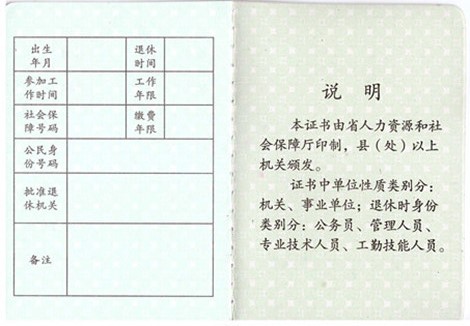 出生年月 退休时间
参加工作时间 工作年限
社会保障号码 缴费年限
公民身份号码
批准退休机关
备注
说 明
本证书由省人力资源和社
会保障厅印制，县（处）以上
机关颁发。
证书中单位性质类别分：
机关、事业单位；退休时身份
类别分：公务员、管理人员、
专业技术人员、工勤技能人员。